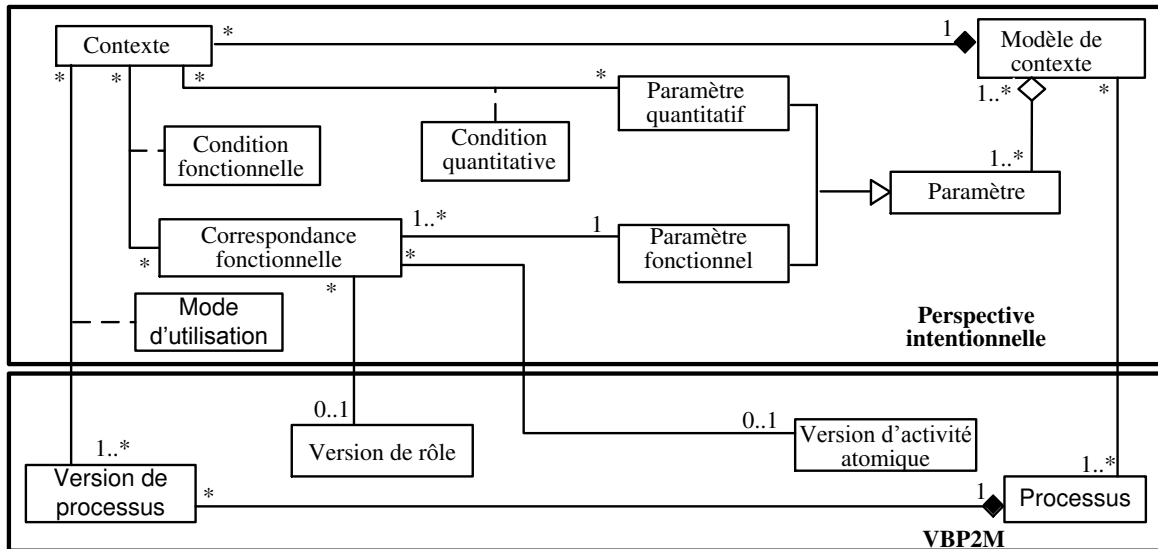 Contexte
*
1
Modèle de
contexte
*
*
*
*
1..*
*
Paramètre
quantitatif
Condition
fonctionnelle
Condition
quantitative
1..*
Paramètre
Correspondance
fonctionnelle
1..*
1
Paramètre
fonctionnel
*
*
*
Mode
d'utilisation
Perspective
intentionnelle
0..1
Version de rôle
0..1
Version d'activité
atomique
1..*
Version de
processus
*
1
1..*
Processus
VBP2M